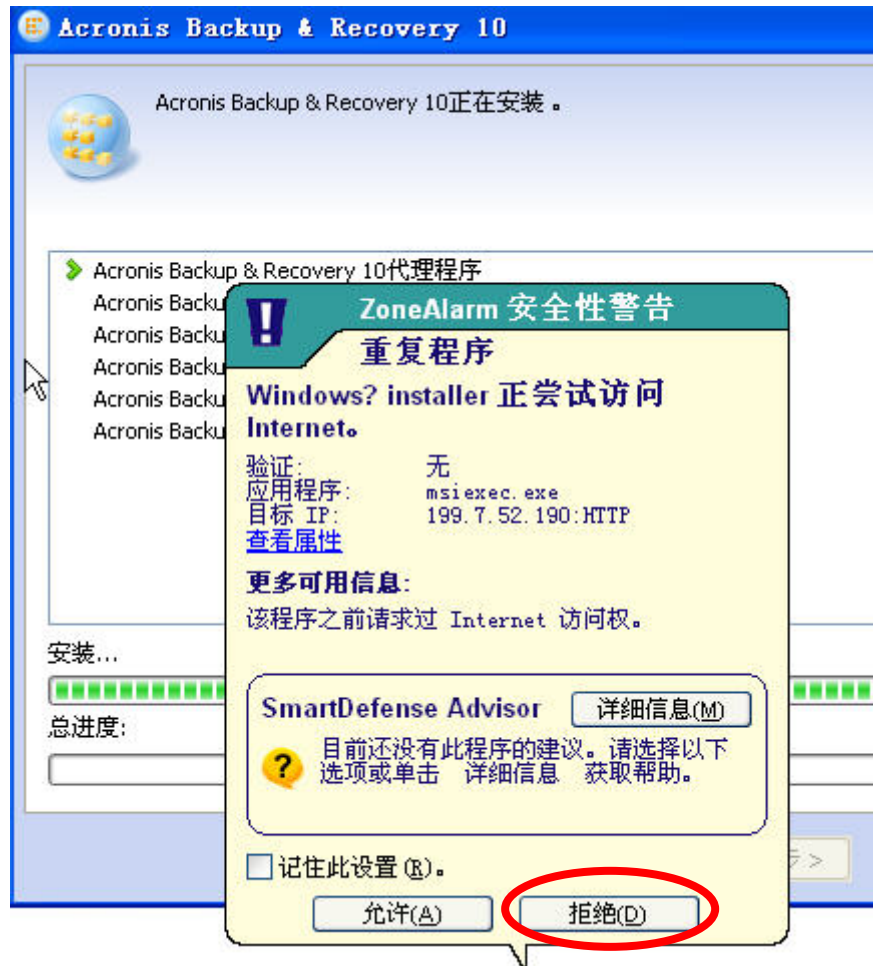 Acronis Backup & Recovery 10
Acronis Backup & Recovery 10正在安装 。
Acronis Backup & Recovery 10代理程序
Acronis Backu
Acronis Backu
Acronis Backu
Acronis Backu
Acronis Backu
安装...
总进度:
ZoneAlarm 安全性警告
重复程序
Windows? installer 正尝试访问
Internet。
验证: 无
应用程序: msiexec.exe
目标 IP: 199.7.52.190:HTTP
查看属性
更多可用信息:
该程序之前请求过 Internet 访问权。
SmartDefense Advisor 详细信息(M)
目前还没有此程序的建议。请选择以下
选项或单击 详细信息 获取帮助。
记住此设置(R)。
允许(A) 拒绝(D)